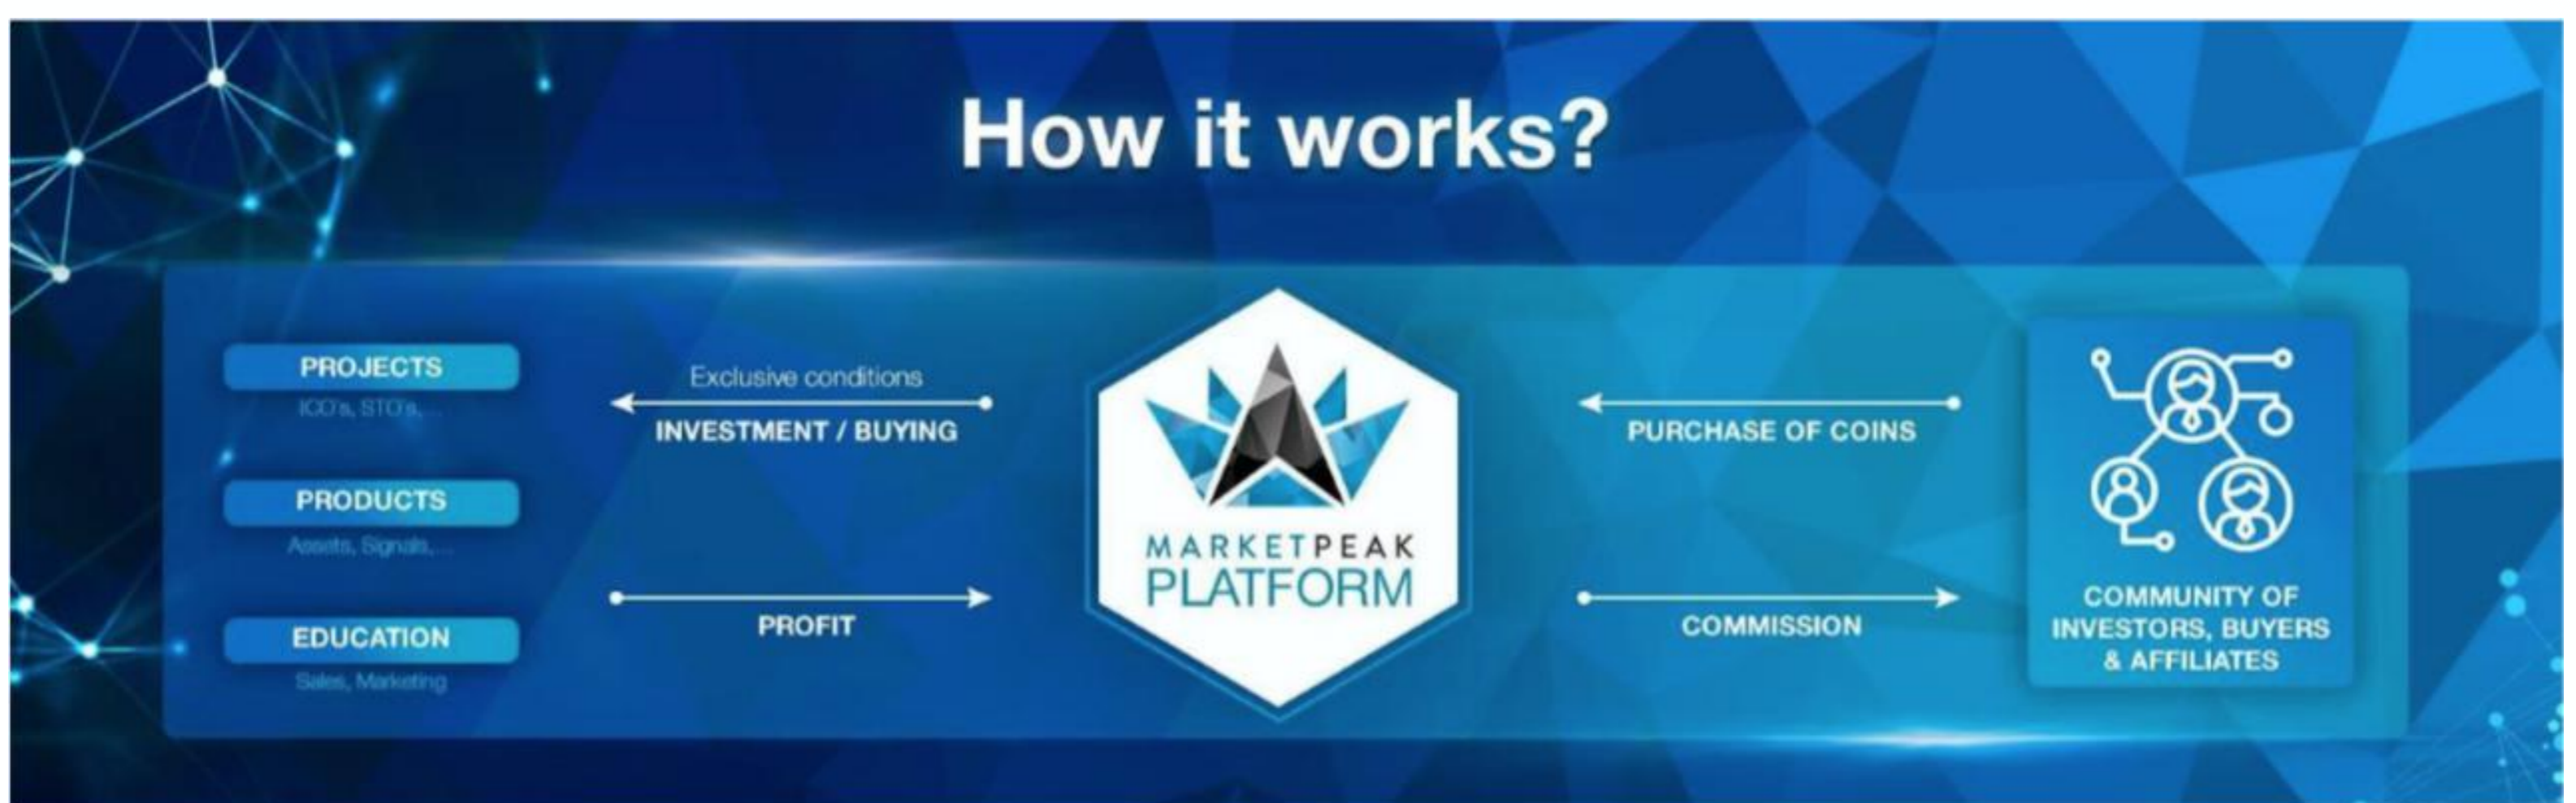 How it works?
PROJECTS
ICO's, STO's,...
PRODUCTS
Assets, Signals,...
EDUCATION
Sales, Marketing
Exclusive conditions
INVESTMENT / BUYING
PROFIT
MARKETPEAK
PLATFORM
PURCHASE OF COINS
COMMISSION
COMMUNITY OF
INVESTORS, BUYERS
& AFFILIATES